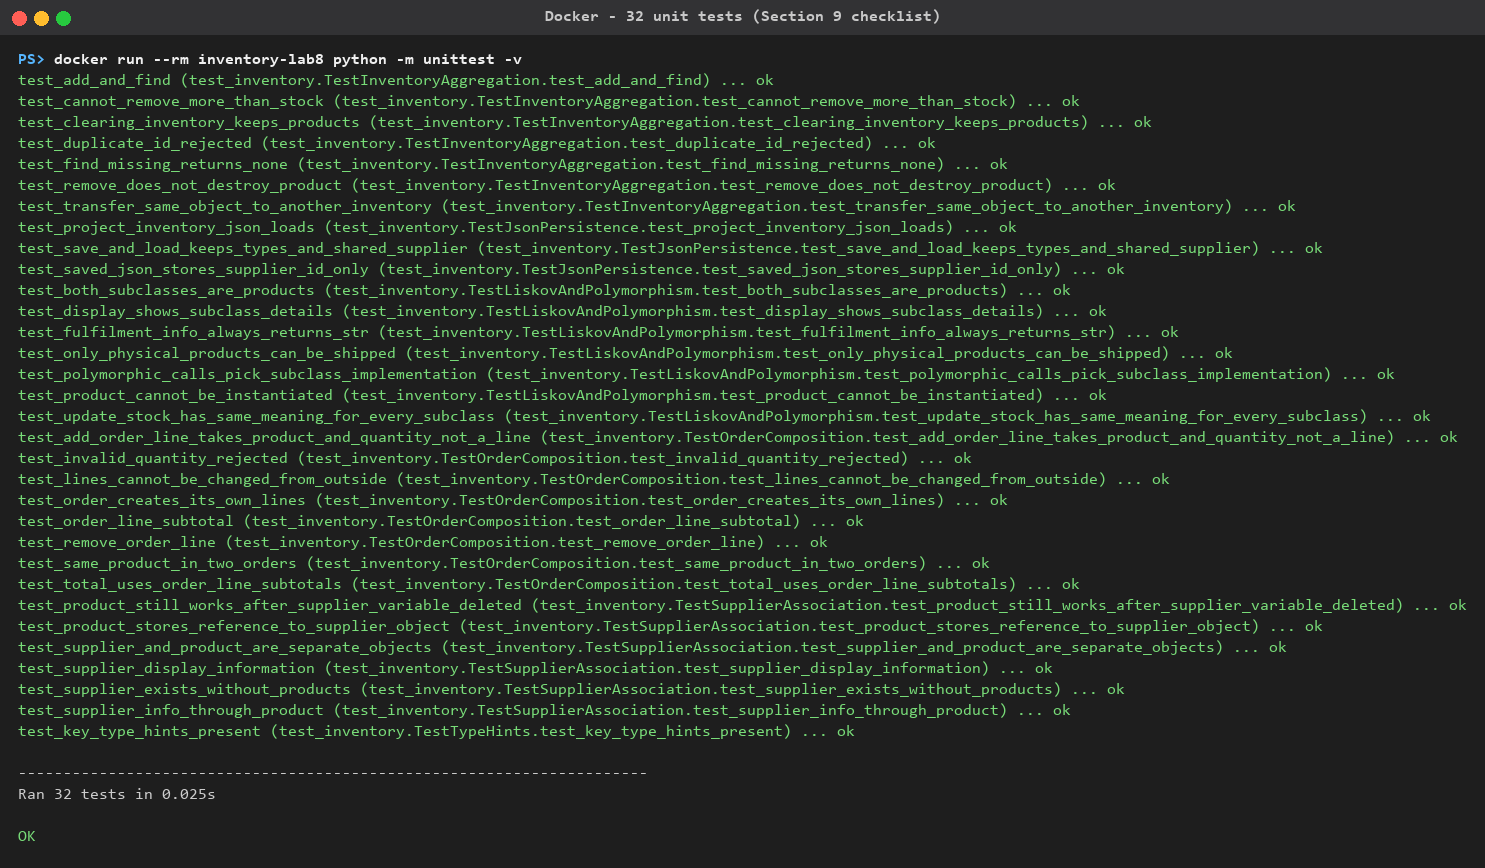 Docker - 32 unit tests (Section 9 checklist)
PS> docker run --rm inventory-lab8 python -m unittest -v
test_add_and_find (test_inventory.TestInventoryAggregation.test_add_and_find) ... ok
test_cannot_remove_more_than_stock (test_inventory.TestInventoryAggregation.test_cannot_remove_more_than_stock) ... ok
test_clearing_inventory_keeps_products (test_inventory.TestInventoryAggregation.test_clearing_inventory_keeps_products) ... ok
test_duplicate_id_rejected (test_inventory.TestInventoryAggregation.test_duplicate_id_rejected) ... ok
test_find_missing_returns_none (test_inventory.TestInventoryAggregation.test_find_missing_returns_none) ... ok
test_remove_does_not_destroy_product (test_inventory.TestInventoryAggregation.test_remove_does_not_destroy_product) ... ok
test_transfer_same_object_to_another_inventory (test_inventory.TestInventoryAggregation.test_transfer_same_object_to_another_inventory) ... ok
test_project_inventory_json_loads (test_inventory.TestJsonPersistence.test_project_inventory_json_loads) ... ok
test_save_and_load_keeps_types_and_shared_supplier (test_inventory.TestJsonPersistence.test_save_and_load_keeps_types_and_shared_supplier) ... ok
test_saved_json_stores_supplier_id_only (test_inventory.TestJsonPersistence.test_saved_json_stores_supplier_id_only) ... ok
test_both_subclasses_are_products (test_inventory.TestLiskovAndPolymorphism.test_both_subclasses_are_products) ... ok
test_display_shows_subclass_details (test_inventory.TestLiskovAndPolymorphism.test_display_shows_subclass_details) ... ok
test_fulfilment_info_always_returns_str (test_inventory.TestLiskovAndPolymorphism.test_fulfilment_info_always_returns_str) ... ok
test_only_physical_products_can_be_shipped (test_inventory.TestLiskovAndPolymorphism.test_only_physical_products_can_be_shipped) ... ok
test_polymorphic_calls_pick_subclass_implementation (test_inventory.TestLiskovAndPolymorphism.test_polymorphic_calls_pick_subclass_implementation) ... ok
test_product_cannot_be_instantiated (test_inventory.TestLiskovAndPolymorphism.test_product_cannot_be_instantiated) ... ok
test_update_stock_has_same_meaning_for_every_subclass (test_inventory.TestLiskovAndPolymorphism.test_update_stock_has_same_meaning_for_every_subclass) ... ok
test_add_order_line_takes_product_and_quantity_not_a_line (test_inventory.TestOrderComposition.test_add_order_line_takes_product_and_quantity_not_a_line) ... ok
test_invalid_quantity_rejected (test_inventory.TestOrderComposition.test_invalid_quantity_rejected) ... ok
test_lines_cannot_be_changed_from_outside (test_inventory.TestOrderComposition.test_lines_cannot_be_changed_from_outside) ... ok
test_order_creates_its_own_lines (test_inventory.TestOrderComposition.test_order_creates_its_own_lines) ... ok
test_order_line_subtotal (test_inventory.TestOrderComposition.test_order_line_subtotal) ... ok
test_remove_order_line (test_inventory.TestOrderComposition.test_remove_order_line) ... ok
test_same_product_in_two_orders (test_inventory.TestOrderComposition.test_same_product_in_two_orders) ... ok
test_total_uses_order_line_subtotals (test_inventory.TestOrderComposition.test_total_uses_order_line_subtotals) ... ok
test_product_still_works_after_supplier_variable_deleted (test_inventory.TestSupplierAssociation.test_product_still_works_after_supplier_variable_deleted) ... ok
test_product_stores_reference_to_supplier_object (test_inventory.TestSupplierAssociation.test_product_stores_reference_to_supplier_object) ... ok
test_supplier_and_product_are_separate_objects (test_inventory.TestSupplierAssociation.test_supplier_and_product_are_separate_objects) ... ok
test_supplier_display_information (test_inventory.TestSupplierAssociation.test_supplier_display_information) ... ok
test_supplier_exists_without_products (test_inventory.TestSupplierAssociation.test_supplier_exists_without_products) ... ok
test_supplier_info_through_product (test_inventory.TestSupplierAssociation.test_supplier_info_through_product) ... ok
test_key_type_hints_present (test_inventory.TestTypeHints.test_key_type_hints_present) ... ok
----------------------------------------------------------------------
Ran 32 tests in 0.025s
OK